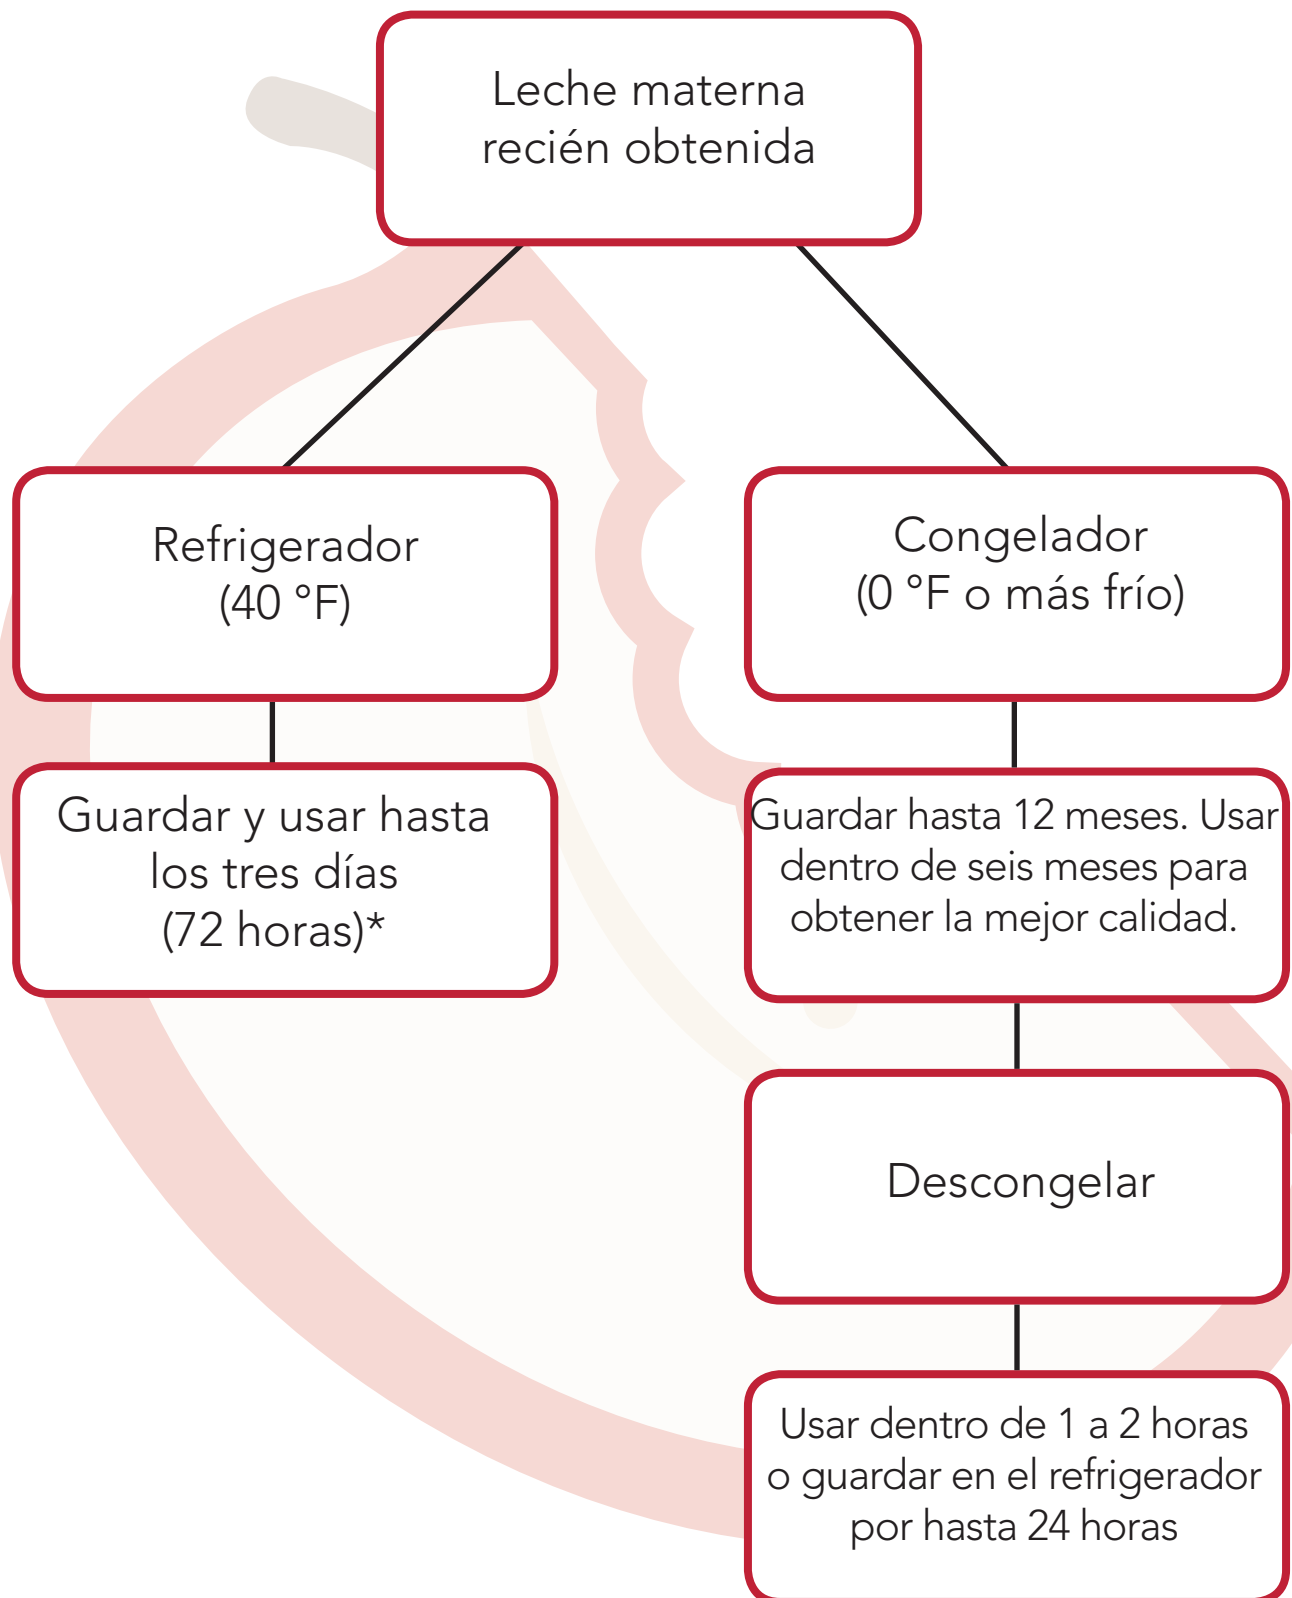 Leche materna
recién obtenida
Refrigerador
(40 °F)
Congelador
(0 °F o más frío)
Guardar y usar hasta
los tres días
(72 horas)*
Guardar hasta 12 meses. Usar
dentro de seis meses para
obtener la mejor calidad.
Descongelar
Usar dentro de 1 a 2 horas
o guardar en el refrigerador
por hasta 24 horas